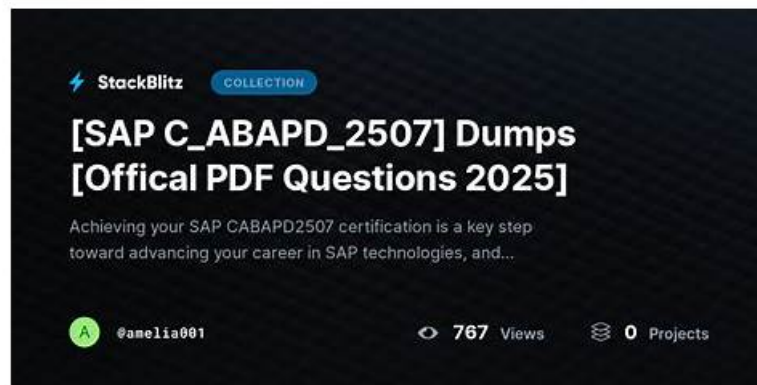 StackBlitz COLLECTION
[SAP C_ABAPD_2507] Dumps
[Offical PDF Questions 2025]
Achieving your SAP CABAPD2507 certification is a key step
toward advancing your career in SAP technologies, and...
A @amelia001 767 Views 0 Projects